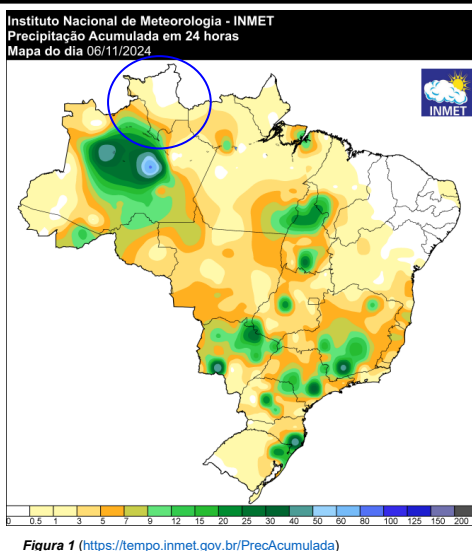 Instituto Nacional de Meteorologia - INMET
Precipitação Acumulada em 24 horas
Mapa do dia 06/11/2024
INMET
0 0.5 1 3 5 7 9 12 15 20 25 30 40 50 60 80 100 125 150 200
Figura 1 (https://tempo.inmet.gov.br/PrecAcumulada)